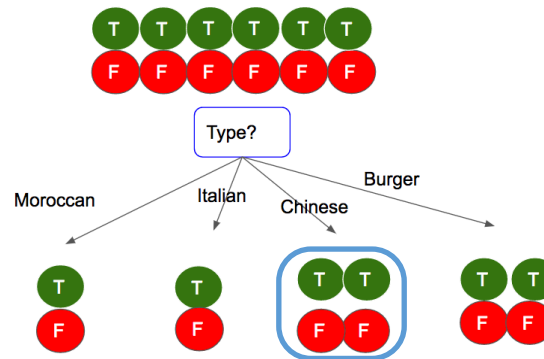 T T T T T T
F F F F F F
Type?
Burger
Italian
Moroccan
Chinese
T T T T T T
F F F F F F